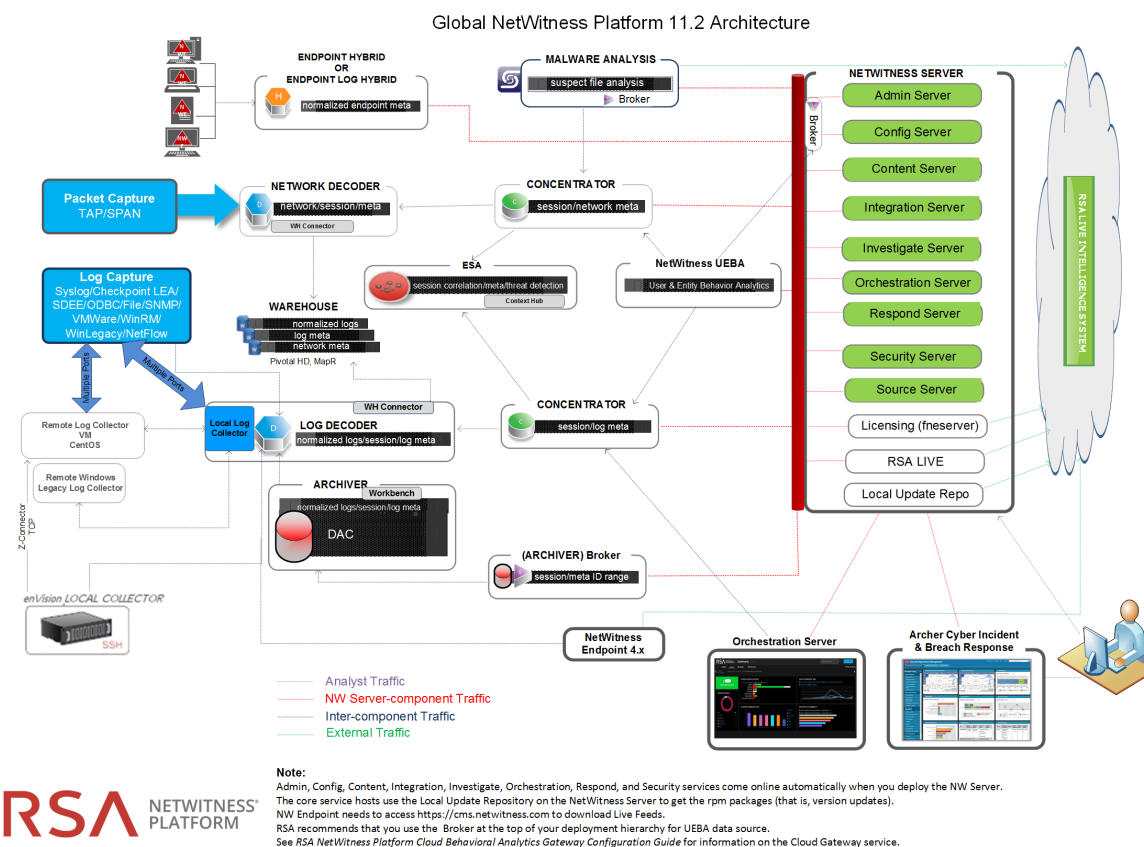 Global NetWitness Platform 11.2 Architecture
ENDPOINT HYBRID
OR
ENDPOINT LOG HYBRID
normalized endpoint meta
H
N
N
N
NW
MALWARE ANALYSIS
suspect file analysis
Broker
NETWITNESS SERVER
Broker
Admin Server
Config Server
Content Server
Integration Server
Investigate Server
Orchestration Server
Respond Server
Security Server
Source Server
Licensing (fneserver)
RSA LIVE
Local Update Repo
RSA LIVE INTELLIGENCE SYSTEM
Packet Capture
TAP/SPAN
NETWORK DECODER
D
network/session/meta
WH Connector
CONCENTRATOR
C
session/network meta
Log Capture
Syslog/Checkpoint LEA/
SDEE/ODBC/File/SNMP/
VMWare/WinRM/
WinLegacy/NetFlow
ESA
session correlation/meta/threat detection
Context Hub
NetWitness UEBA
User & Entity Behavior Analytics
WAREHOUSE
normalized logs
log meta
network meta
Pivotal HD, MapR
Multiple Ports
Multiple Ports
Remote Log Collector
VM
CentOS
Remote Windows
Legacy Log Collector
WH Connector
Local Log
Collector
D
LOG DECODER
normalized logs/session/log meta
CONCENTRATOR
C
session/log meta
ARCHIVER
Workbench
normalized logs/session/log meta
DAC
Z-Connector
TCP
(ARCHIVER) Broker
session/meta ID range
enVision LOCAL COLLECTOR
SSH
NetWitness
Endpoint 4.x
Orchestration Server
RSA
Archer Cyber Incident
& Breach Response
Analyst Traffic
NW Server-component Traffic
Inter-component Traffic
External Traffic
Note:
Admin, Config, Content, Integration, Investigate, Orchestration, Respond, and Security services come online automatically when you deploy the NW Server.
The core service hosts use the Local Update Repository on the NetWitness Server to get the rpm packages (that is, version updates).
NW Endpoint needs to access https://cms.netwitness.com to download Live Feeds.
RSA recommends that you use the Broker at the top of your deployment hierarchy for UEBA data source.
See RSA NetWitness Platform Cloud Behavioral Analytics Gateway Configuration Guide for information on the Cloud Gateway service.
RSA
NETWITNESS®
PLATFORM